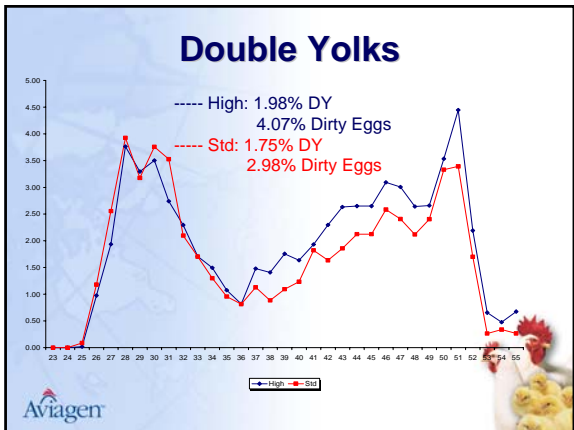 Double Yolks
----- High: 1.98% DY
4.07% Dirty Eggs
----- Std: 1.75% DY
2.98% Dirty Eggs
5.00
4.50
4.00
3.50
3.00
2.50
2.00
1.50
1.00
0.50
0.00
23 24 25 26 27 28 29 30 31 32 33 34 35 36 37 38 39 40 41 42 43 44 45 46 47 48 49 50 51 52 53 54 55
High Std
Aviagen